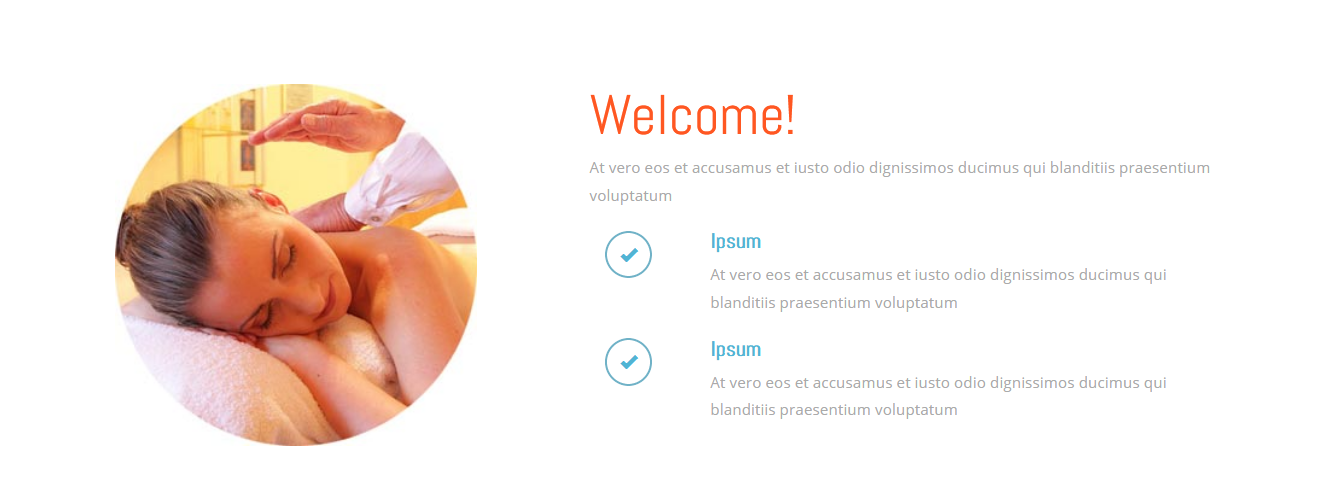 Welcome!
At vero eos et accusamus et iusto odio dignissimos ducimus qui blanditiis praesentium
voluptatum
Ipsum
At vero eos et accusamus et iusto odio dignissimos ducimus qui
blanditiis praesentium voluptatum
Ipsum
At vero eos et accusamus et iusto odio dignissimos ducimus qui
blanditiis praesentium voluptatum